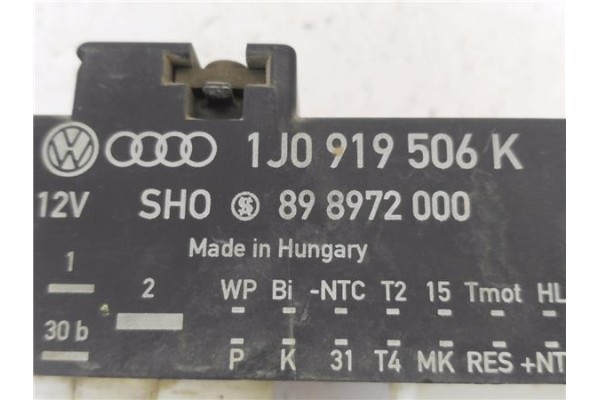 1J0 919 506 K
12V SHO 89 8972 000
Made in Hungary
1 2 WP Bi -NTC T2 15 Tmot HL
30 b P K 31 T4 MK RES +NT